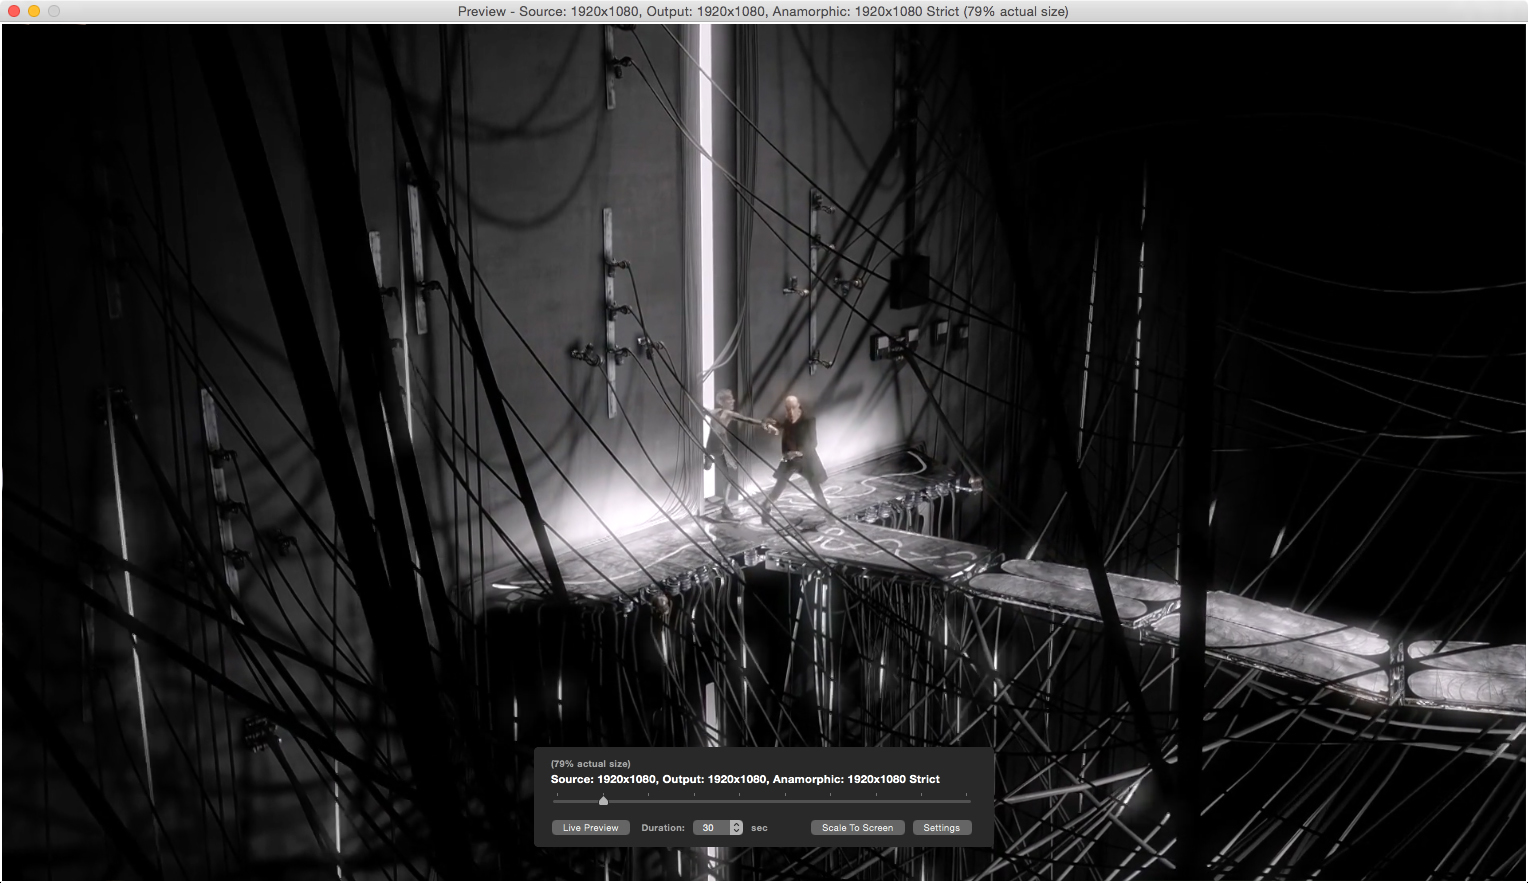 Preview - Source: 1920x1080, Output: 1920x1080, Anamorphic: 1920x1080 Strict (79% actual size)
(79% actual size)
Source: 1920x1080, Output: 1920x1080, Anamorphic: 1920x1080 Strict
Live Preview Duration: 30 sec Scale To Screen Settings